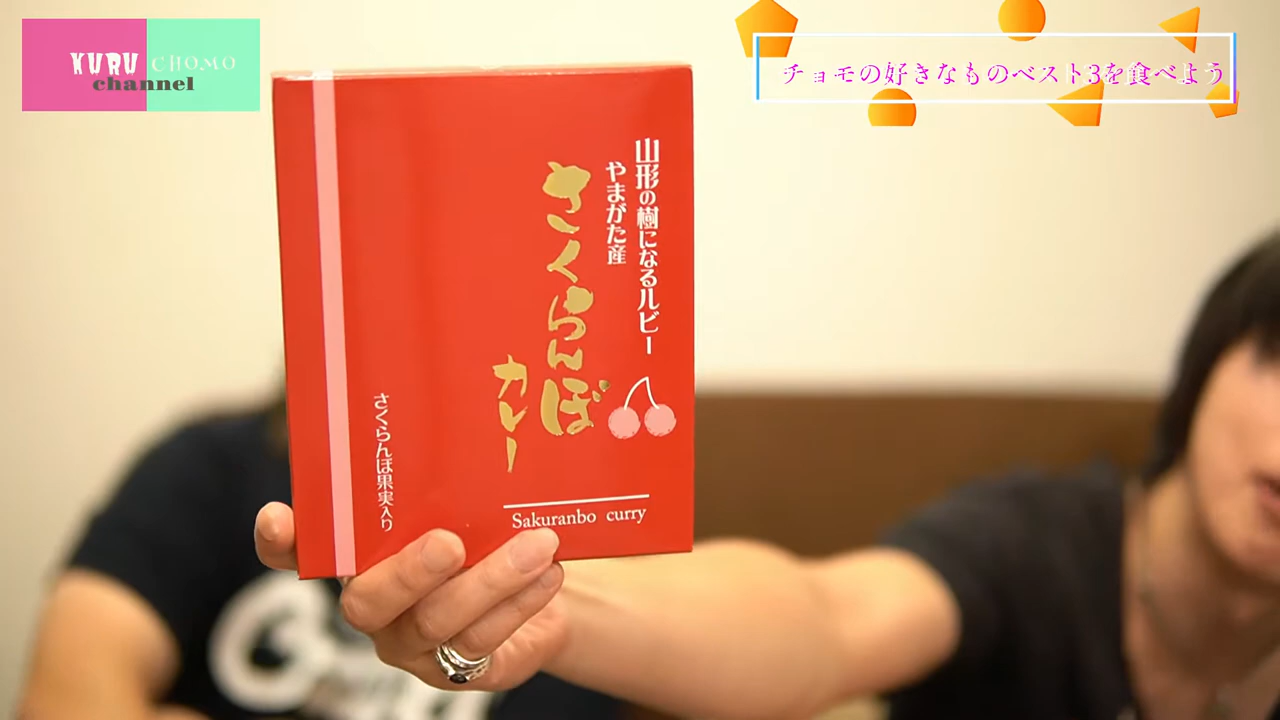 KURU CHOMO
channel
チョモの好きなものベスト3を食べよう
山形の樹になるルビー
やまがた産
さくらんぼ
カレー
さくらんぼ果実入り
Sakuranbo curry